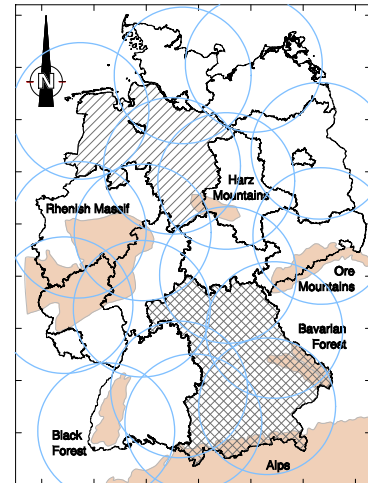 N
Harz
Mountains
Rhenish Massif
Ore
Mountains
Bavarian
Forest
Black
Forest
Alps